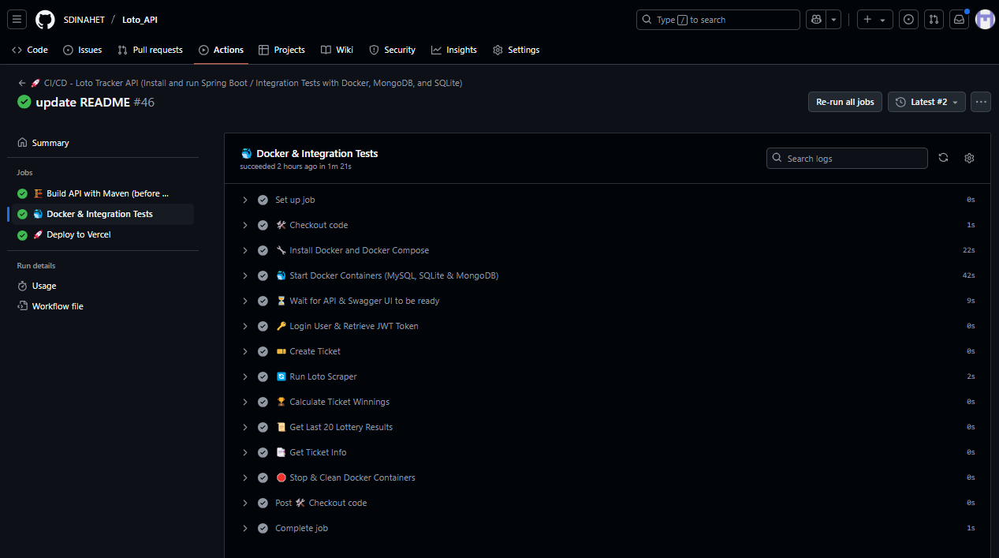 SDINAHET / Loto_API
Type / to search
Code
Issues
Pull requests
Actions
Projects
Wiki
Security
Insights
Settings
CI/CD - Loto Tracker API (Install and run Spring Boot / Integration Tests with Docker, MongoDB, and SQLite)
update README #46
Re-run all jobs
Latest #2
Summary
Jobs
Build API with Maven (before ...
Docker & Integration Tests
Deploy to Vercel
Run details
Usage
Workflow file
Docker & Integration Tests
succeeded 2 hours ago in 1m 21s
Search logs
Set up job 0s
Checkout code 1s
Install Docker and Docker Compose 22s
Start Docker Containers (MySQL, SQLite & MongoDB) 42s
Wait for API & Swagger UI to be ready 9s
Login User & Retrieve JWT Token 0s
Create Ticket 0s
Run Loto Scraper 2s
Calculate Ticket Winnings 0s
Get Last 20 Lottery Results 0s
Get Ticket Info 0s
Stop & Clean Docker Containers 0s
Post Checkout code 0s
Complete job 1s